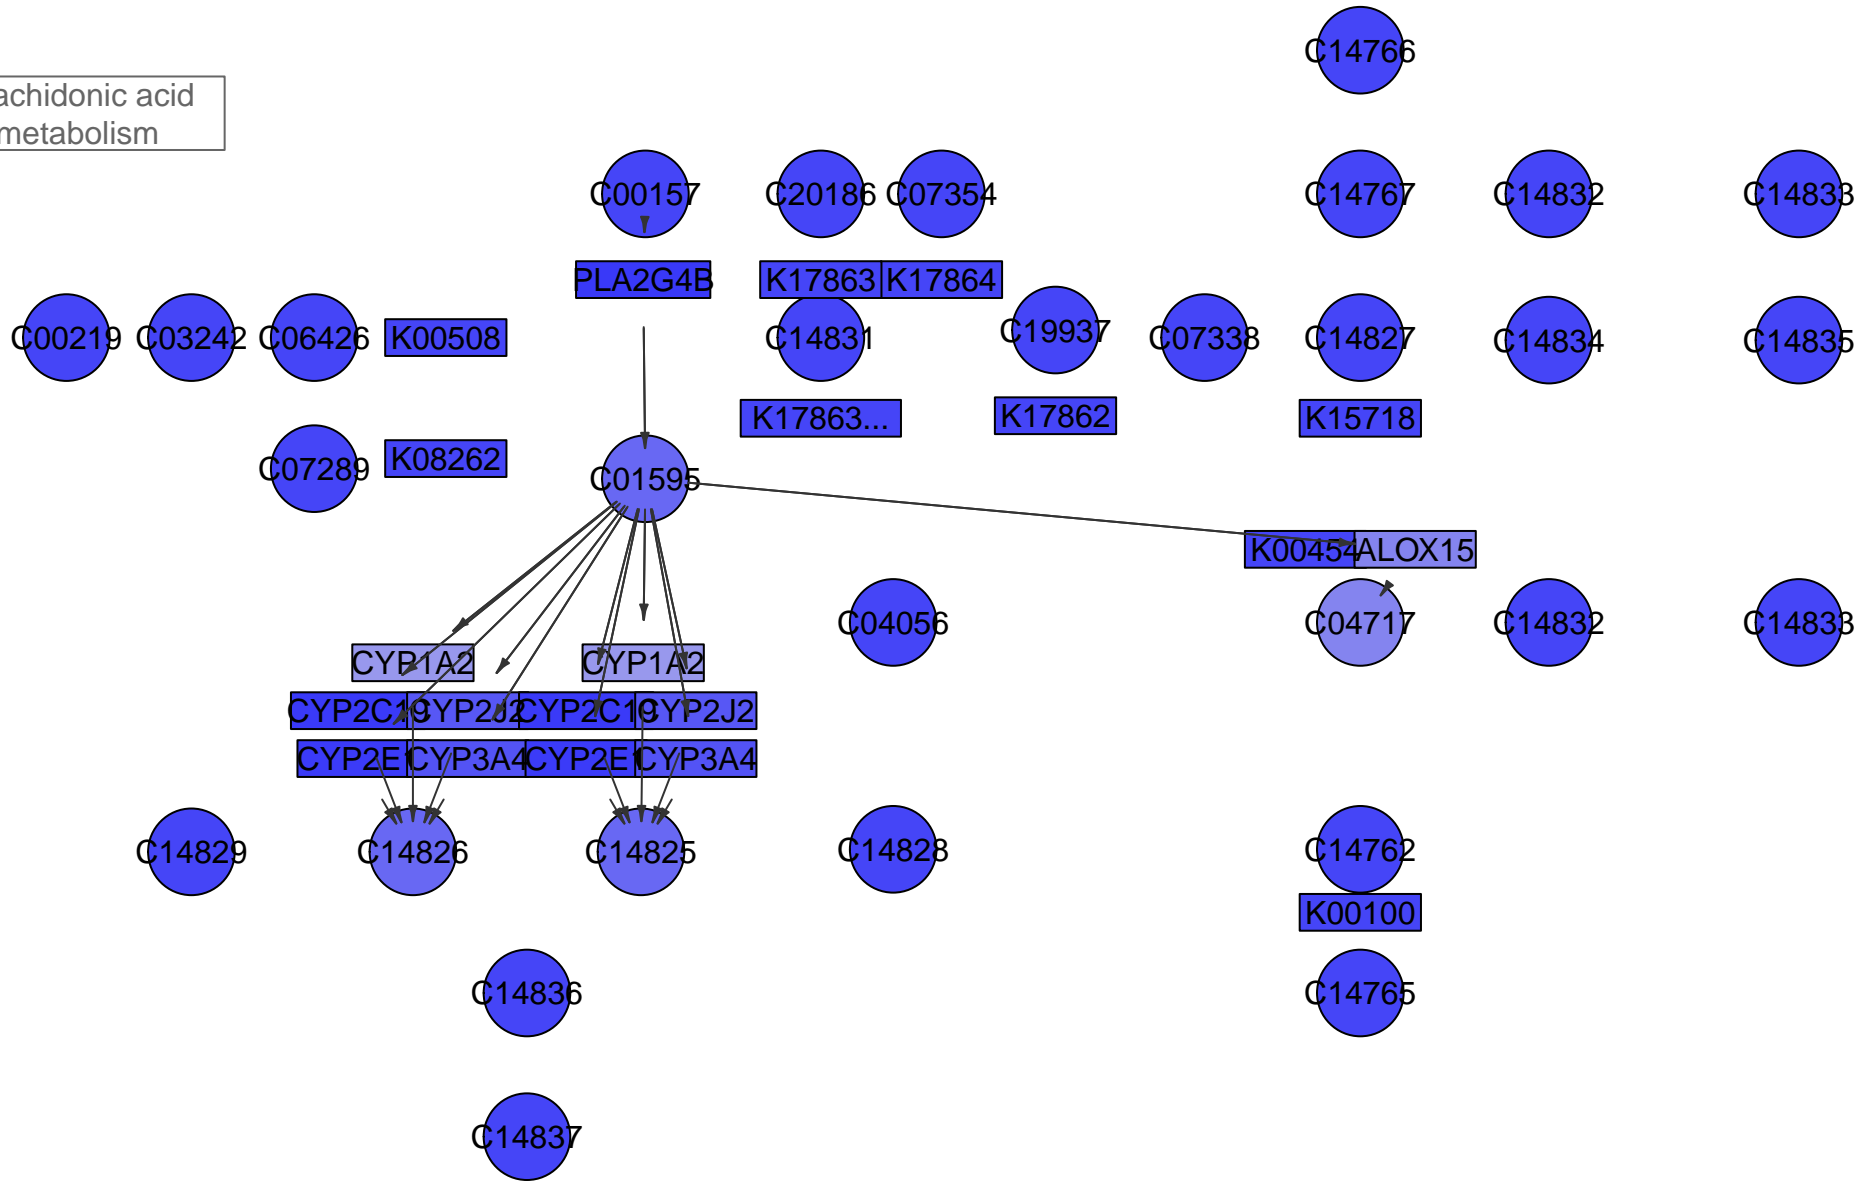 C14766
achidonic acid
metabolism
C00157
C20186
C07354
C14767
C14832
C14833
PLA2G4B
K17863
K17864
C00219
C03242
C06426
K00508
C14831
C19937
C07338
C14827
C14834
C14835
K17863...
K17862
K15718
C07289
K08262
C01595
K00454
ALOX15
C04056
C04717
C14832
C14833
CYP1A2
CYP1A2
CYP2C19
CYP2J2
CYP2C19
CYP2J2
CYP2E1
CYP3A4
CYP2E1
CYP3A4
C14829
C14826
C14825
C14828
C14762
K00100
C14836
C14765
C14837